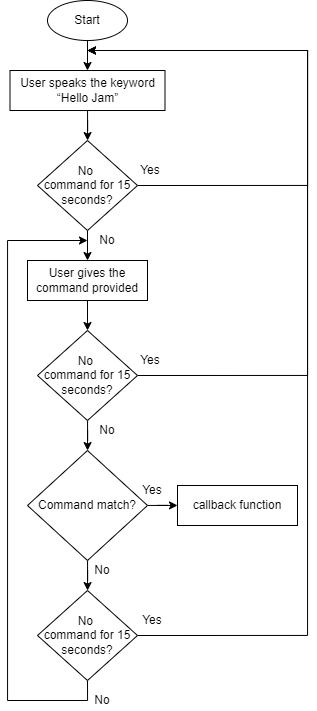 Start
User speaks the keyword
“Hello Jam”
No
command for 15
seconds?
Yes
No
User gives the
command provided
No
command for 15
seconds?
Yes
No
Command match?
Yes
callback function
No
No
command for 15
seconds?
Yes
No